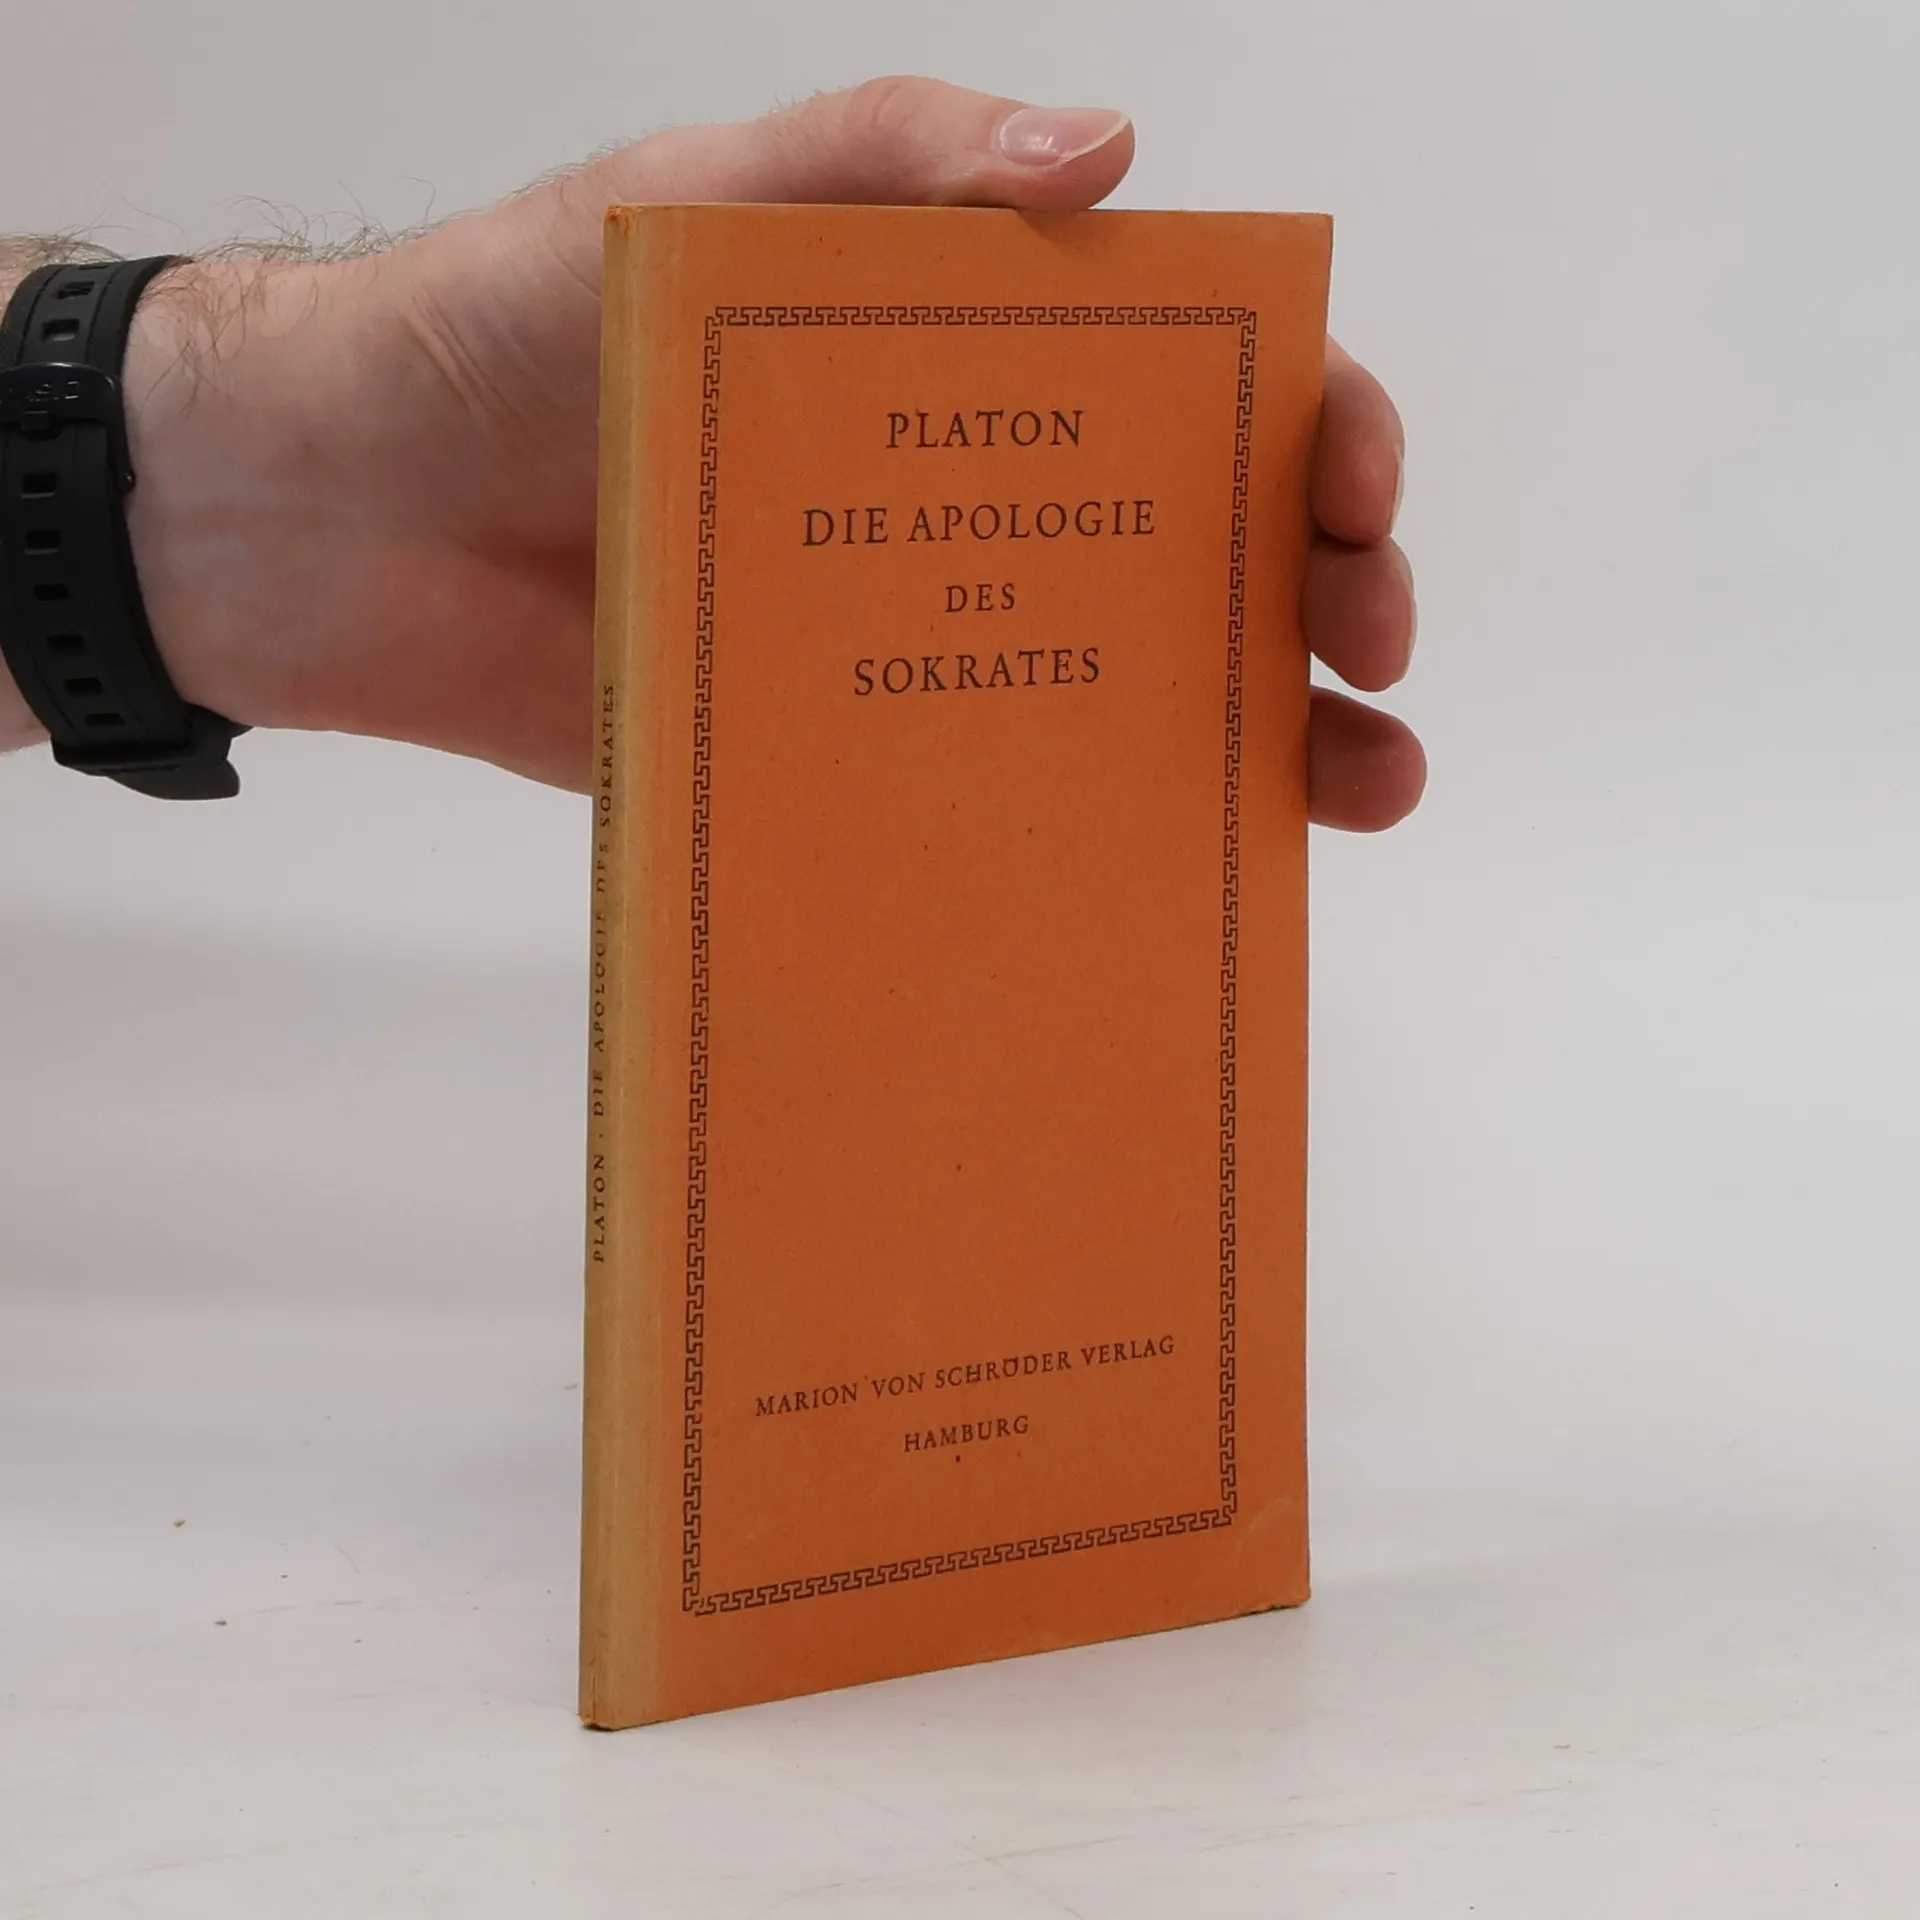 PLATON
DIE APOLOGIE
DES
SOKRATES
MARION VON SCHRÖDER VERLAG
HAMBURG
PLATON · DIE APOLOGIE DES SOKRATES